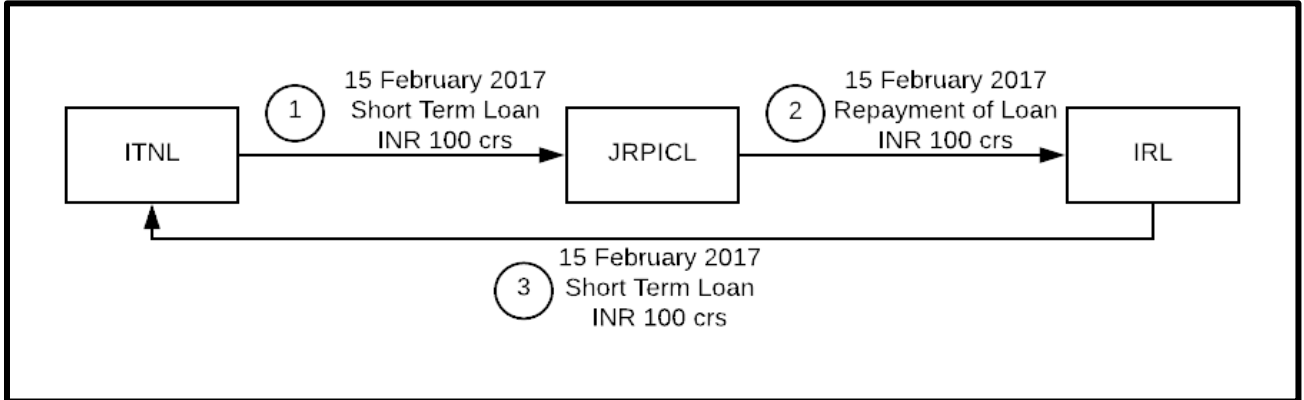 15 February 2017
Short Term Loan
INR 100 crs
1
15 February 2017
Repayment of Loan
INR 100 crs
2
ITNL
JRPICL
IRL
15 February 2017
Short Term Loan
INR 100 crs
3